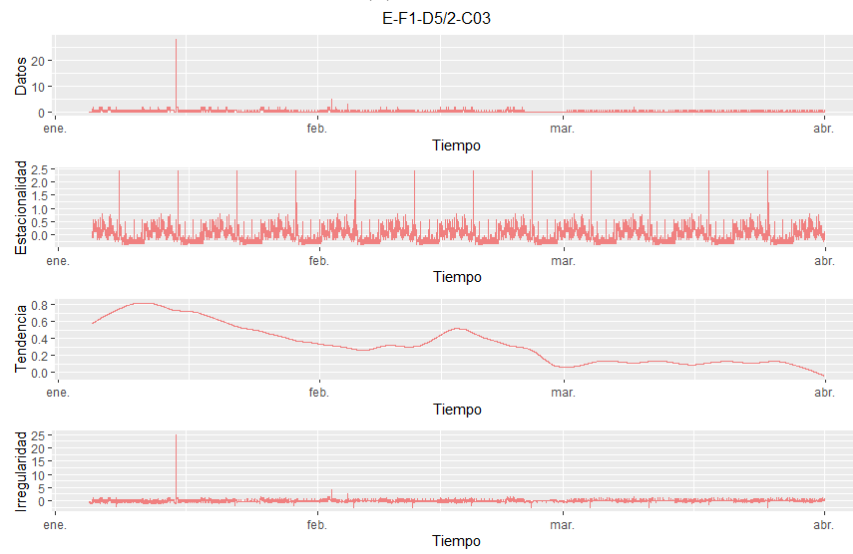 E-F1-D5/2-C03
Datos
20
10
0
ene.
feb.
mar.
abr.
Tiempo
Estacionalidad
2.5
2.0
1.5
1.0
0.5
0.0
ene.
feb.
mar.
abr.
Tiempo
Tendencia
0.8
0.6
0.4
0.2
0.0
ene.
feb.
mar.
abr.
Tiempo
Irregularidad
25
20
15
10
5
0
ene.
feb.
mar.
abr.
Tiempo